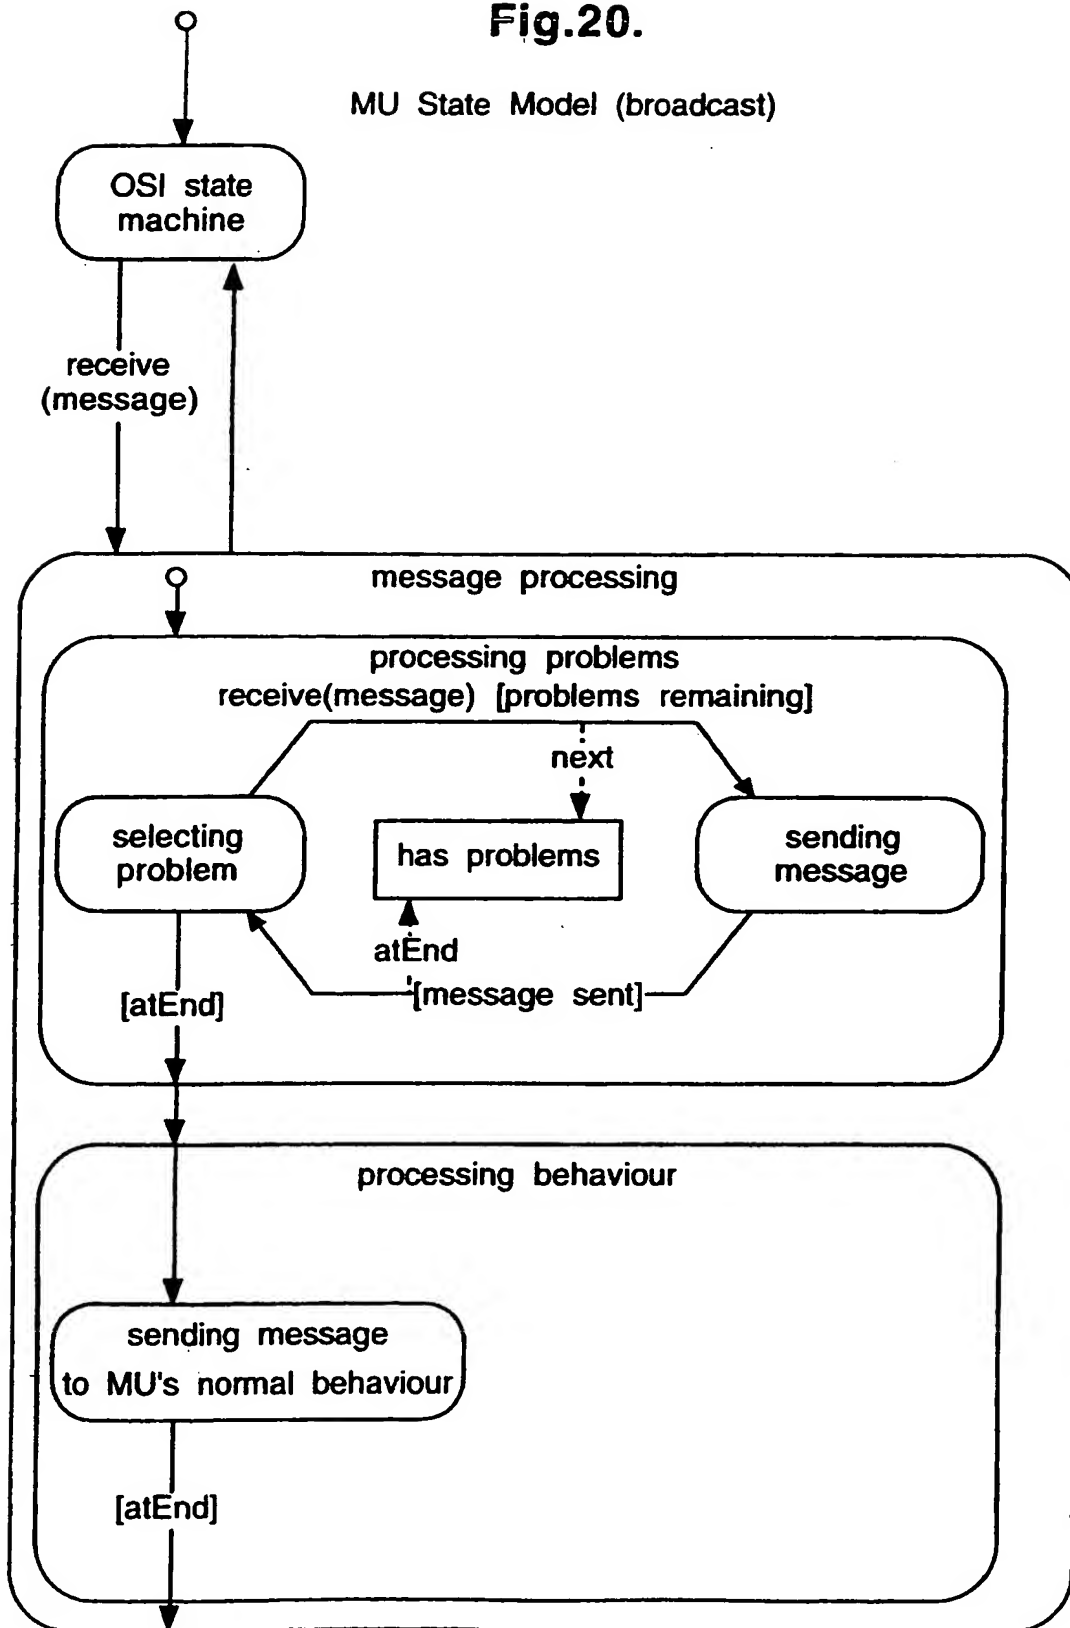 Fig.20.
MU State Model (broadcast)
OSI state
machine
receive
(message)
message processing
processing problems
receive(message) [problems remaining]
next
selecting
problem
has problems
sending
message
atEnd
[message sent]
[atEnd]
processing behaviour
sending message
to MU's normal behaviour
[atEnd]